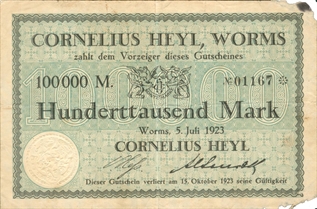 CORNELIUS HEYL, WORMS
zahlt dem Vorzeiger dieses Gutscheines
100000 M. № 01167 ✻
Hunderttausend Mark
Worms, 5. Juli 1923
CORNELIUS HEYL
Dieser Gutschein verliert am 15. Oktober 1923 seine Gültigkeit